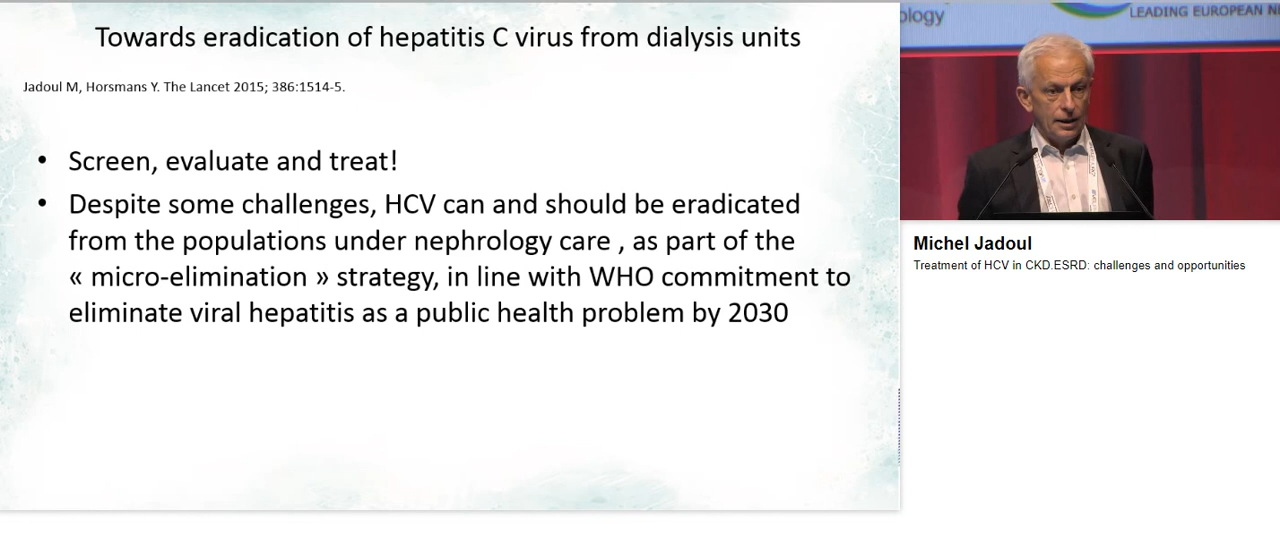 Towards eradication of hepatitis C virus from dialysis units
Jadoul M, Horsmans Y. The Lancet 2015; 386:1514-5.
• Screen, evaluate and treat!
• Despite some challenges, HCV can and should be eradicated
from the populations under nephrology care , as part of the
« micro-elimination » strategy, in line with WHO commitment to
eliminate viral hepatitis as a public health problem by 2030
ology
LEADING EUROPEAN NE
Michel Jadoul
Treatment of HCV in CKD.ESRD: challenges and opportunities